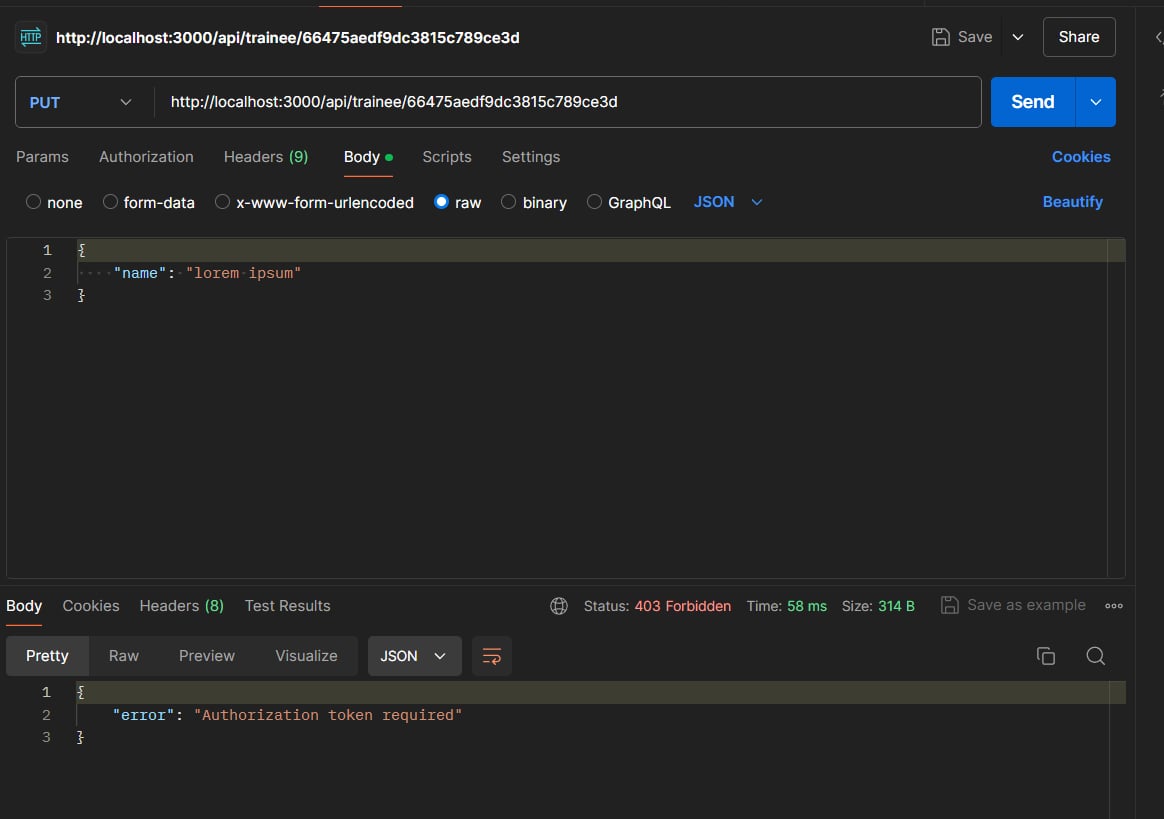 HTTP http://localhost:3000/api/trainee/66475aedf9dc3815c789ce3d Save Share
PUT http://localhost:3000/api/trainee/66475aedf9dc3815c789ce3d Send
Params Authorization Headers (9) Body Scripts Settings Cookies
none form-data x-www-form-urlencoded raw binary GraphQL JSON Beautify
1 {
2 "name": "lorem ipsum"
3 }
Body Cookies Headers (8) Test Results Status: 403 Forbidden Time: 58 ms Size: 314 B Save as example
Pretty Raw Preview Visualize JSON
1 {
2 "error": "Authorization token required"
3 }